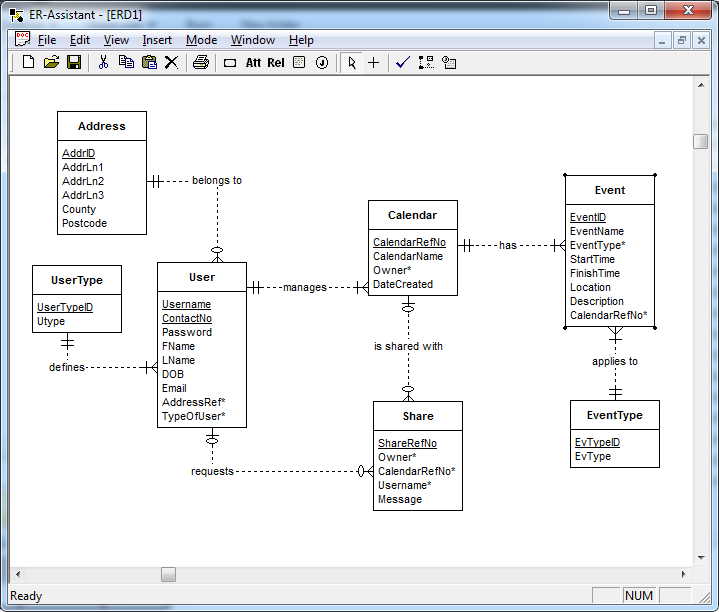 ER-Assistant - [ERD1]
File Edit View Insert Mode Window Help
Att Rel
Address
AddrID
AddrLn1
AddrLn2
AddrLn3
County
Postcode
belongs to
UserType
UserTypeID
Utype
defines
User
Username
ContactNo
Password
FName
LName
DOB
Email
AddressRef*
TypeOfUser*
manages
requests
Calendar
CalendarRefNo
CalendarName
Owner*
DateCreated
has
is shared with
Share
ShareRefNo
Owner*
CalendarRefNo*
Username*
Message
Event
EventID
EventName
EventType*
StartTime
FinishTime
Location
Description
CalendarRefNo*
applies to
EventType
EvTypeID
EvType
Ready
NUM